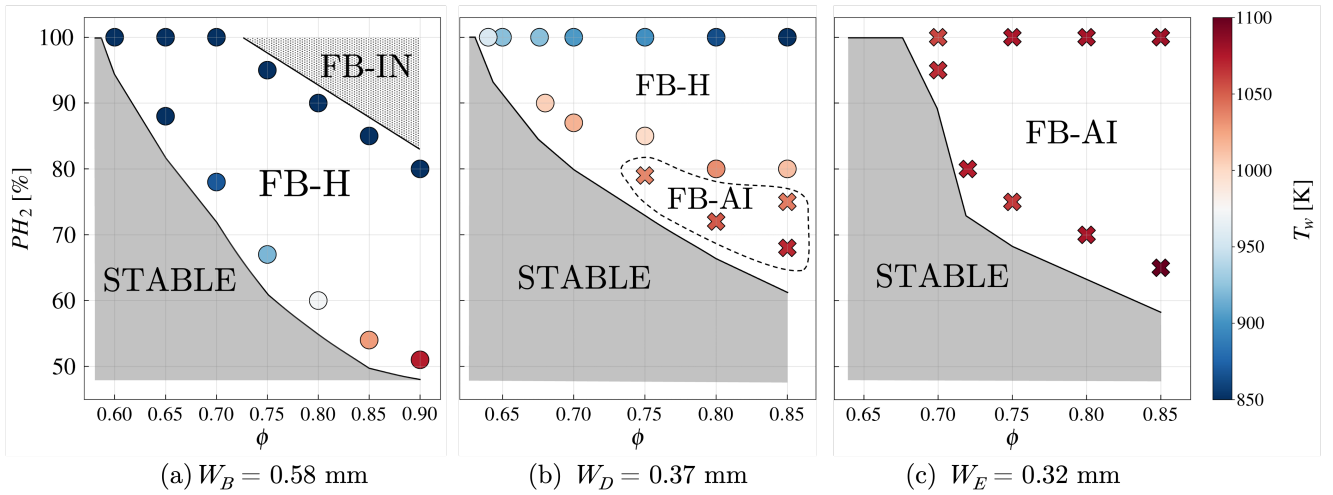 100
90
80
70
60
50
PH₂ [%]
FB-IN
FB-H
STABLE
0.60 0.65 0.70 0.75 0.80 0.85 0.90
ϕ
(a) W_B = 0.58 mm
FB-H
FB-AI
STABLE
0.65 0.70 0.75 0.80 0.85
ϕ
(b) W_D = 0.37 mm
FB-AI
STABLE
0.65 0.70 0.75 0.80 0.85
ϕ
(c) W_E = 0.32 mm
1100
1050
1000
950
900
850
T_w [K]